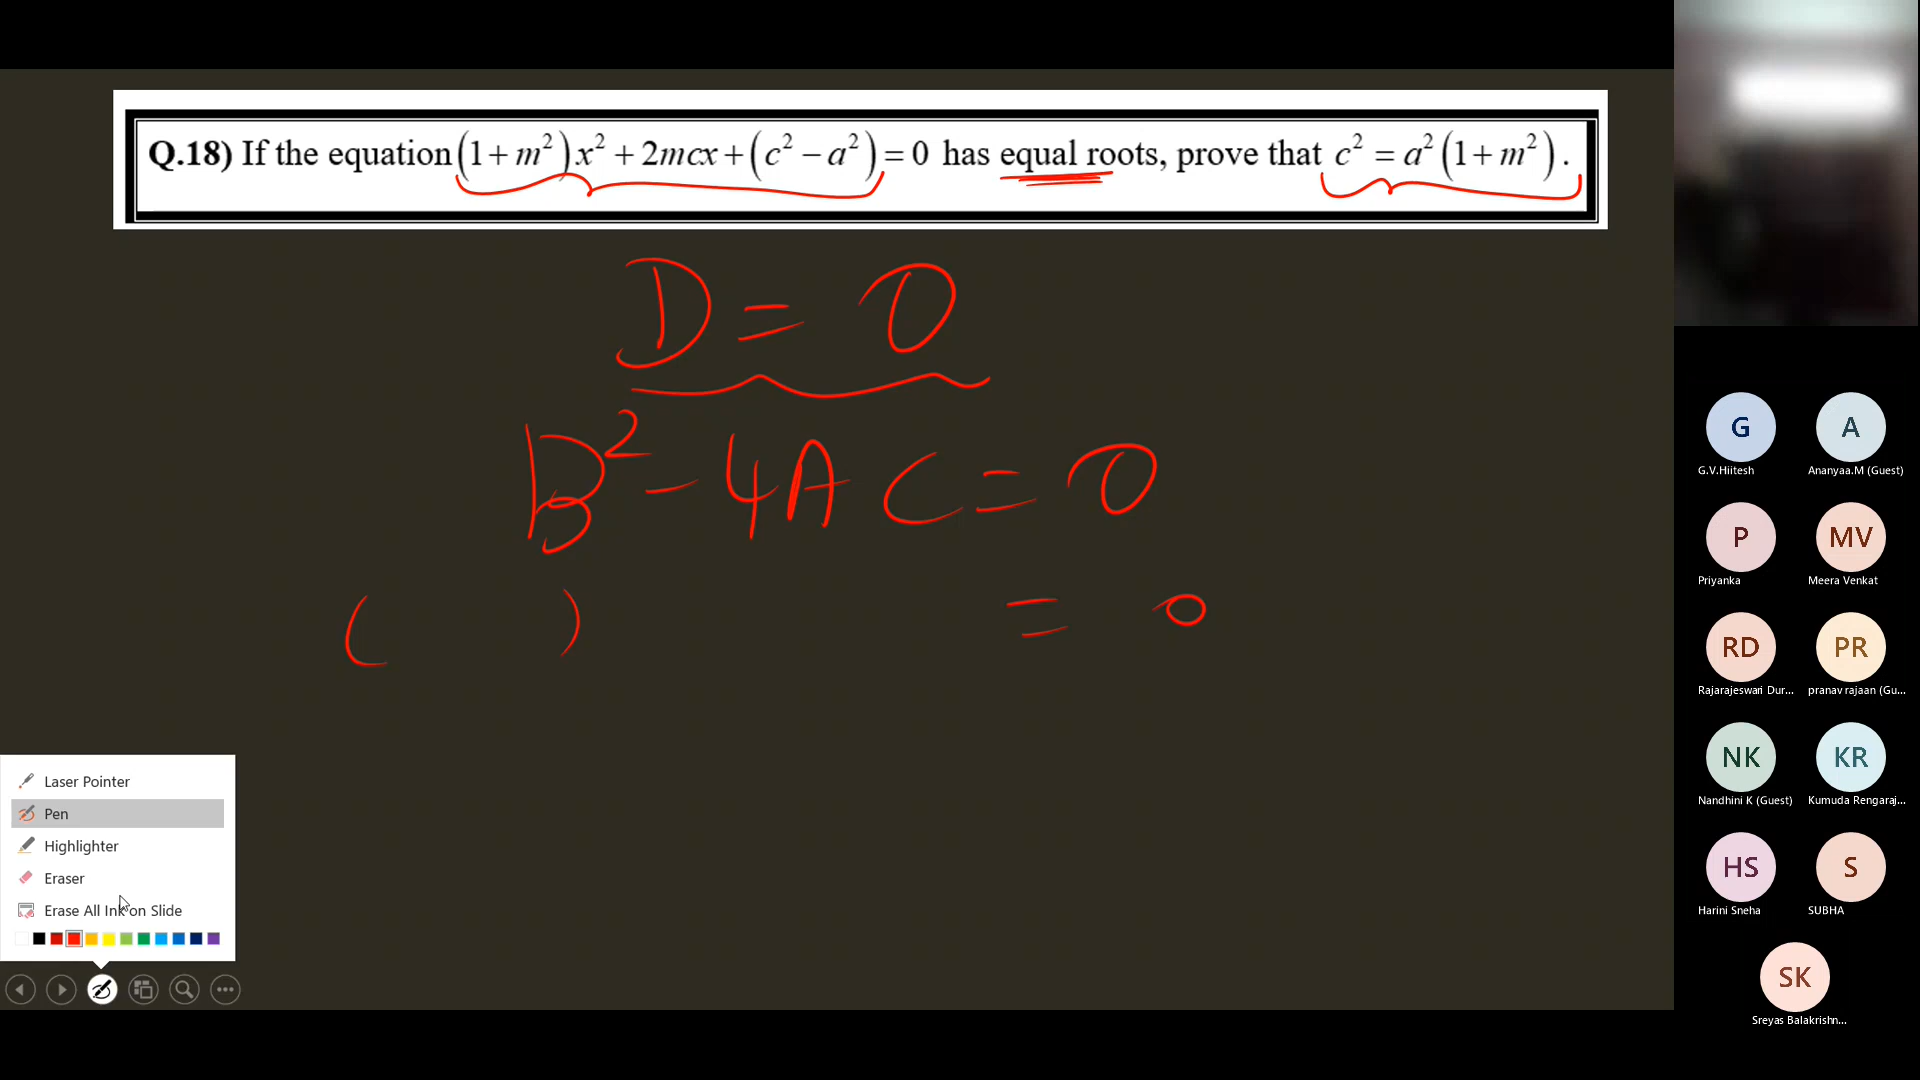 Q.18) If the equation (1+m²)x² + 2mcx + (c² − a²) = 0 has equal roots, prove that c² = a²(1+m²).
D = 0
B² − 4AC = 0
( ) = 0
Laser Pointer
Pen
Highlighter
Eraser
Erase All Ink on Slide
G A
G.V.Hiitesh Ananyaa.M (Guest)
P MV
Priyanka Meera Venkat
RD PR
Rajarajeswari Dur... pranav rajaan (Gu...
NK KR
Nandhini K (Guest) Kumuda Rengaraj...
HS S
Harini Sneha SUBHA
SK
Sreyas Balakrishn...